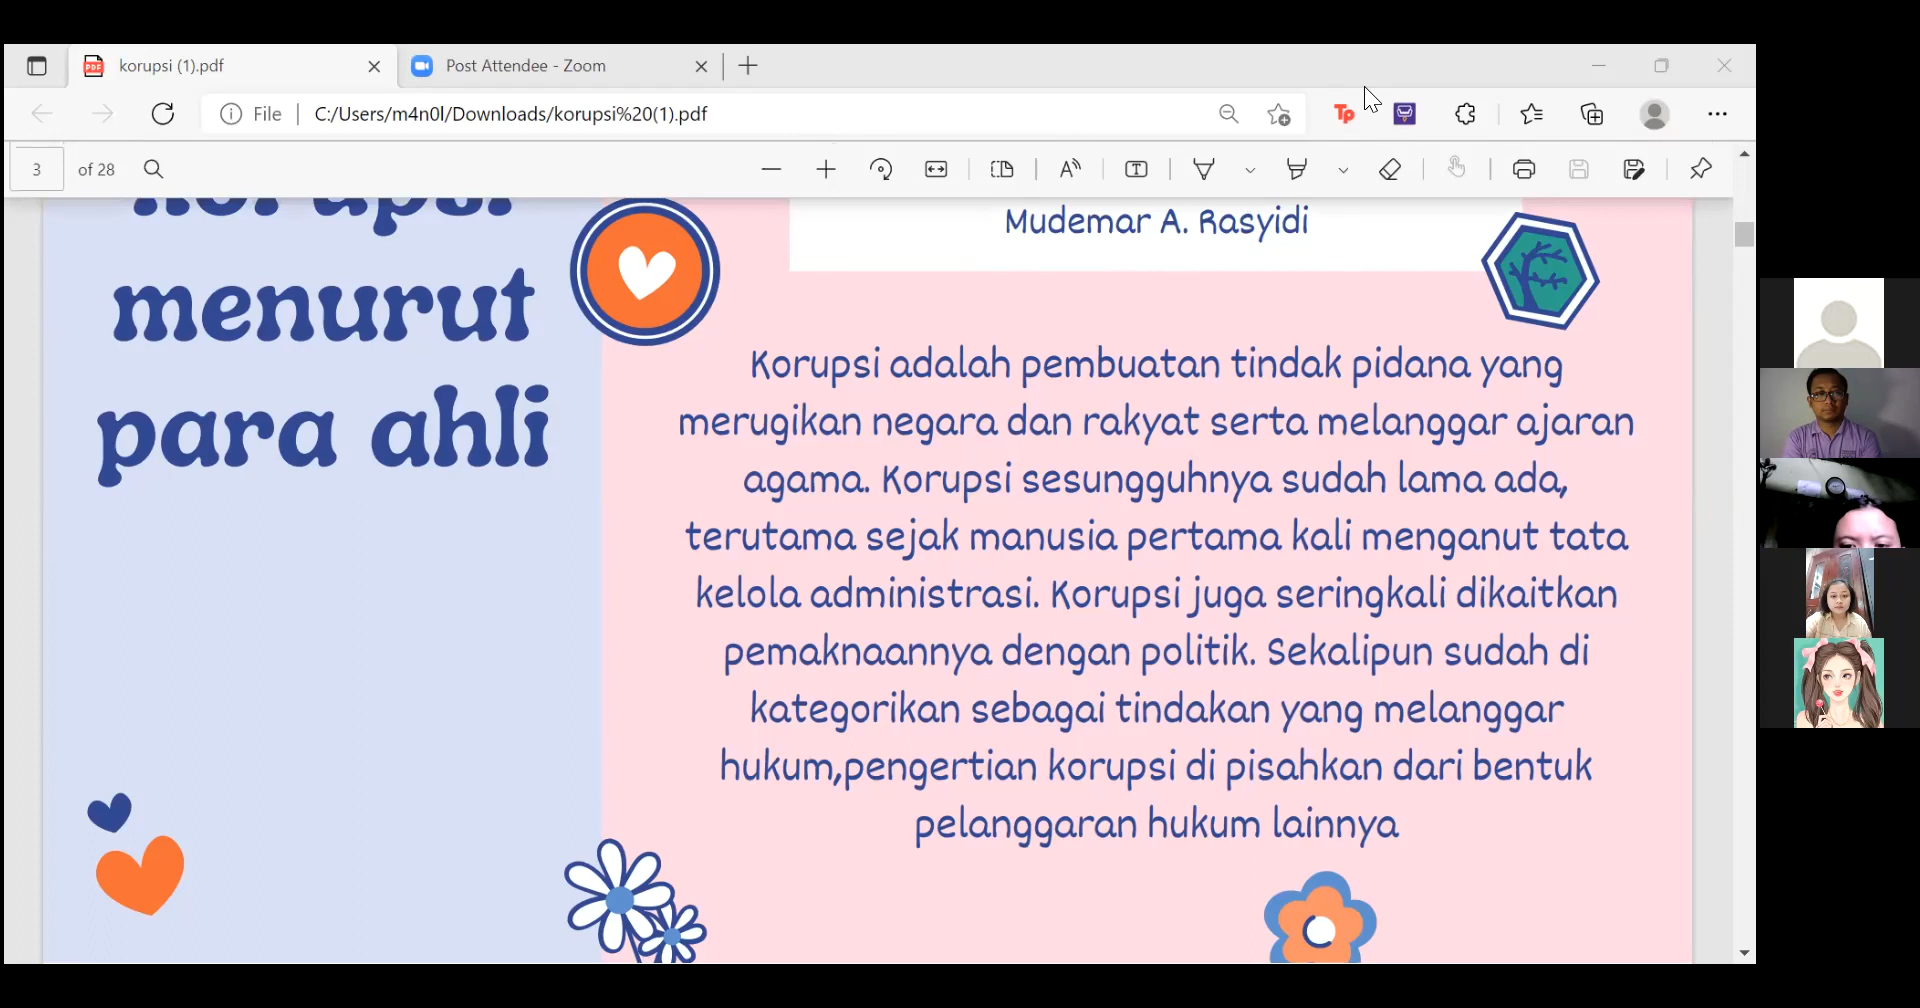 korupsi (1).pdf
Post Attendee - Zoom
File
C:/Users/m4n0l/Downloads/korupsi%20(1).pdf
Tp
3 of 28
PDF
korupsi
menurut
para ahli
Mudemar A. Rasyidi
Korupsi adalah pembuatan tindak pidana yang
merugikan negara dan rakyat serta melanggar ajaran
agama. Korupsi sesungguhnya sudah lama ada,
terutama sejak manusia pertama kali menganut tata
kelola administrasi. Korupsi juga seringkali dikaitkan
pemaknaannya dengan politik. Sekalipun sudah di
kategorikan sebagai tindakan yang melanggar
hukum,pengertian korupsi di pisahkan dari bentuk
pelanggaran hukum lainnya